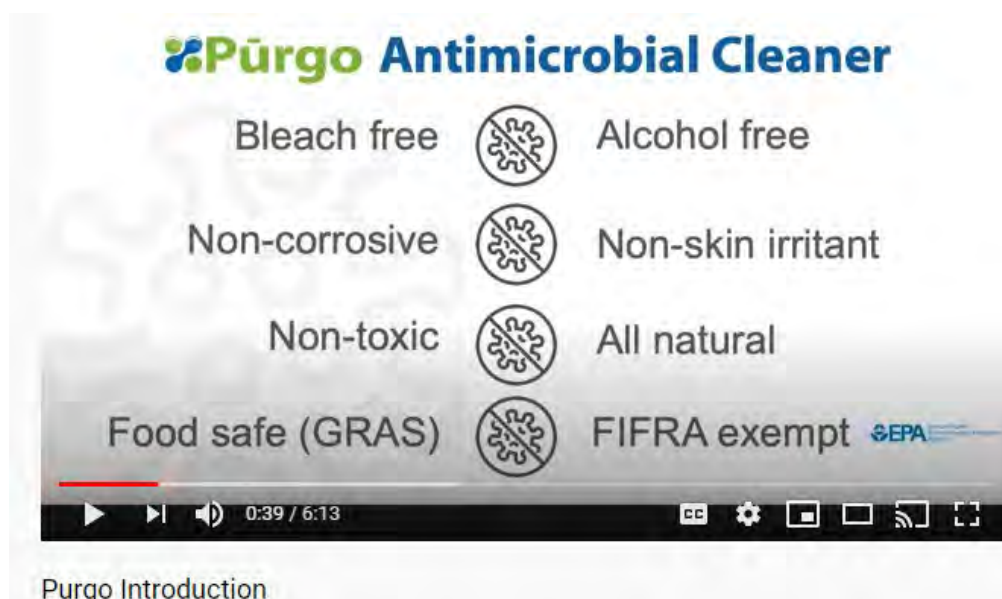 Pūrgo Antimicrobial Cleaner
Bleach free Alcohol free
Non-corrosive Non-skin irritant
Non-toxic All natural
Food safe (GRAS) FIFRA exempt EPA
0:39 / 6:13 CC
Purgo Introduction